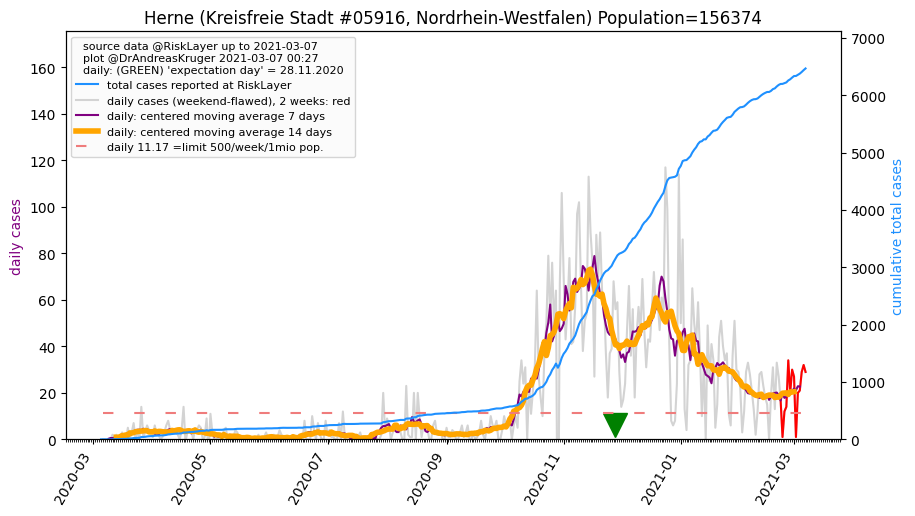 Herne (Kreisfreie Stadt #05916, Nordrhein-Westfalen) Population=156374
source data @RiskLayer up to 2021-03-07
plot @DrAndreasKruger 2021-03-07 00:27
daily: (GREEN) 'expectation day' = 28.11.2020
total cases reported at RiskLayer
daily cases (weekend-flawed), 2 weeks: red
daily: centered moving average 7 days
daily: centered moving average 14 days
daily 11.17 =limit 500/week/1mio pop.
daily cases
160
140
120
100
80
60
40
20
0
cumulative total cases
7000
6000
5000
4000
3000
2000
1000
0
2020-03
2020-05
2020-07
2020-09
2020-11
2021-01
2021-03